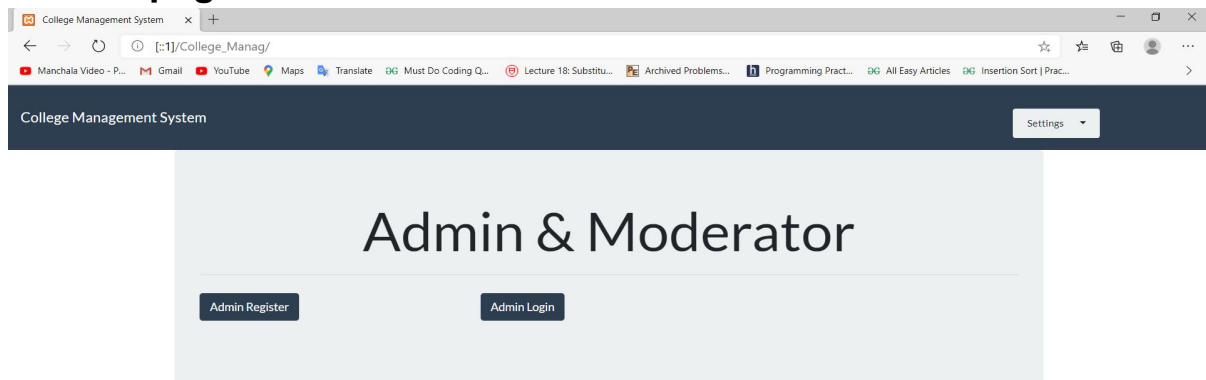 College Management System
[::1]/College_Manag/
Manchala Video - P... Gmail YouTube Maps Translate Must Do Coding Q... Lecture 18: Substitu... Archived Problems... Programming Pract... All Easy Articles Insertion Sort | Prac...
College Management System
Settings
Admin & Moderator
Admin Register Admin Login